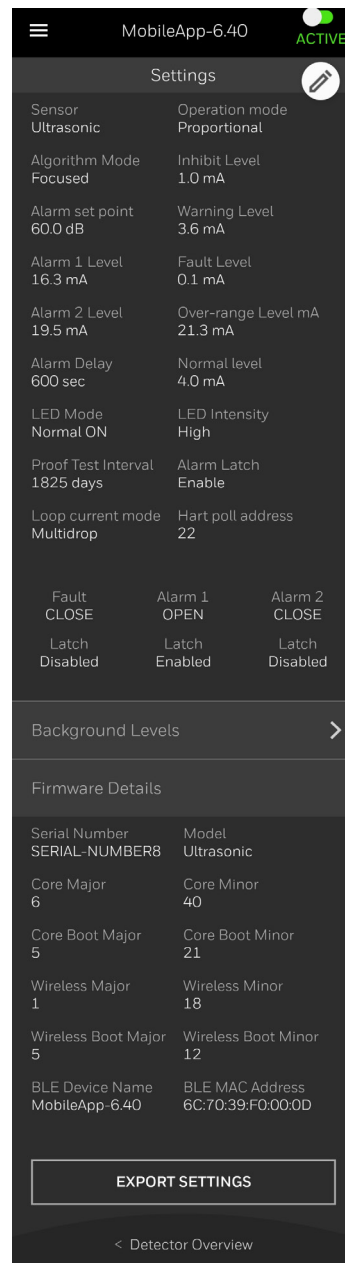 MobileApp-6.40
ACTIVE
Settings
Sensor Operation mode
Ultrasonic Proportional
Algorithm Mode Inhibit Level
Focused 1.0 mA
Alarm set point Warning Level
60.0 dB 3.6 mA
Alarm 1 Level Fault Level
16.3 mA 0.1 mA
Alarm 2 Level Over-range Level mA
19.5 mA 21.3 mA
Alarm Delay Normal level
600 sec 4.0 mA
LED Mode LED Intensity
Normal ON High
Proof Test Interval Alarm Latch
1825 days Enable
Loop current mode Hart poll address
Multidrop 22
Fault Alarm 1 Alarm 2
CLOSE OPEN CLOSE
Latch Latch Latch
Disabled Enabled Disabled
Background Levels
Firmware Details
Serial Number Model
SERIAL-NUMBER8 Ultrasonic
Core Major Core Minor
6 40
Core Boot Major Core Boot Minor
5 21
Wireless Major Wireless Minor
1 18
Wireless Boot Major Wireless Boot Minor
5 12
BLE Device Name BLE MAC Address
MobileApp-6.40 6C:70:39:F0:00:0D
EXPORT SETTINGS
< Detector Overview